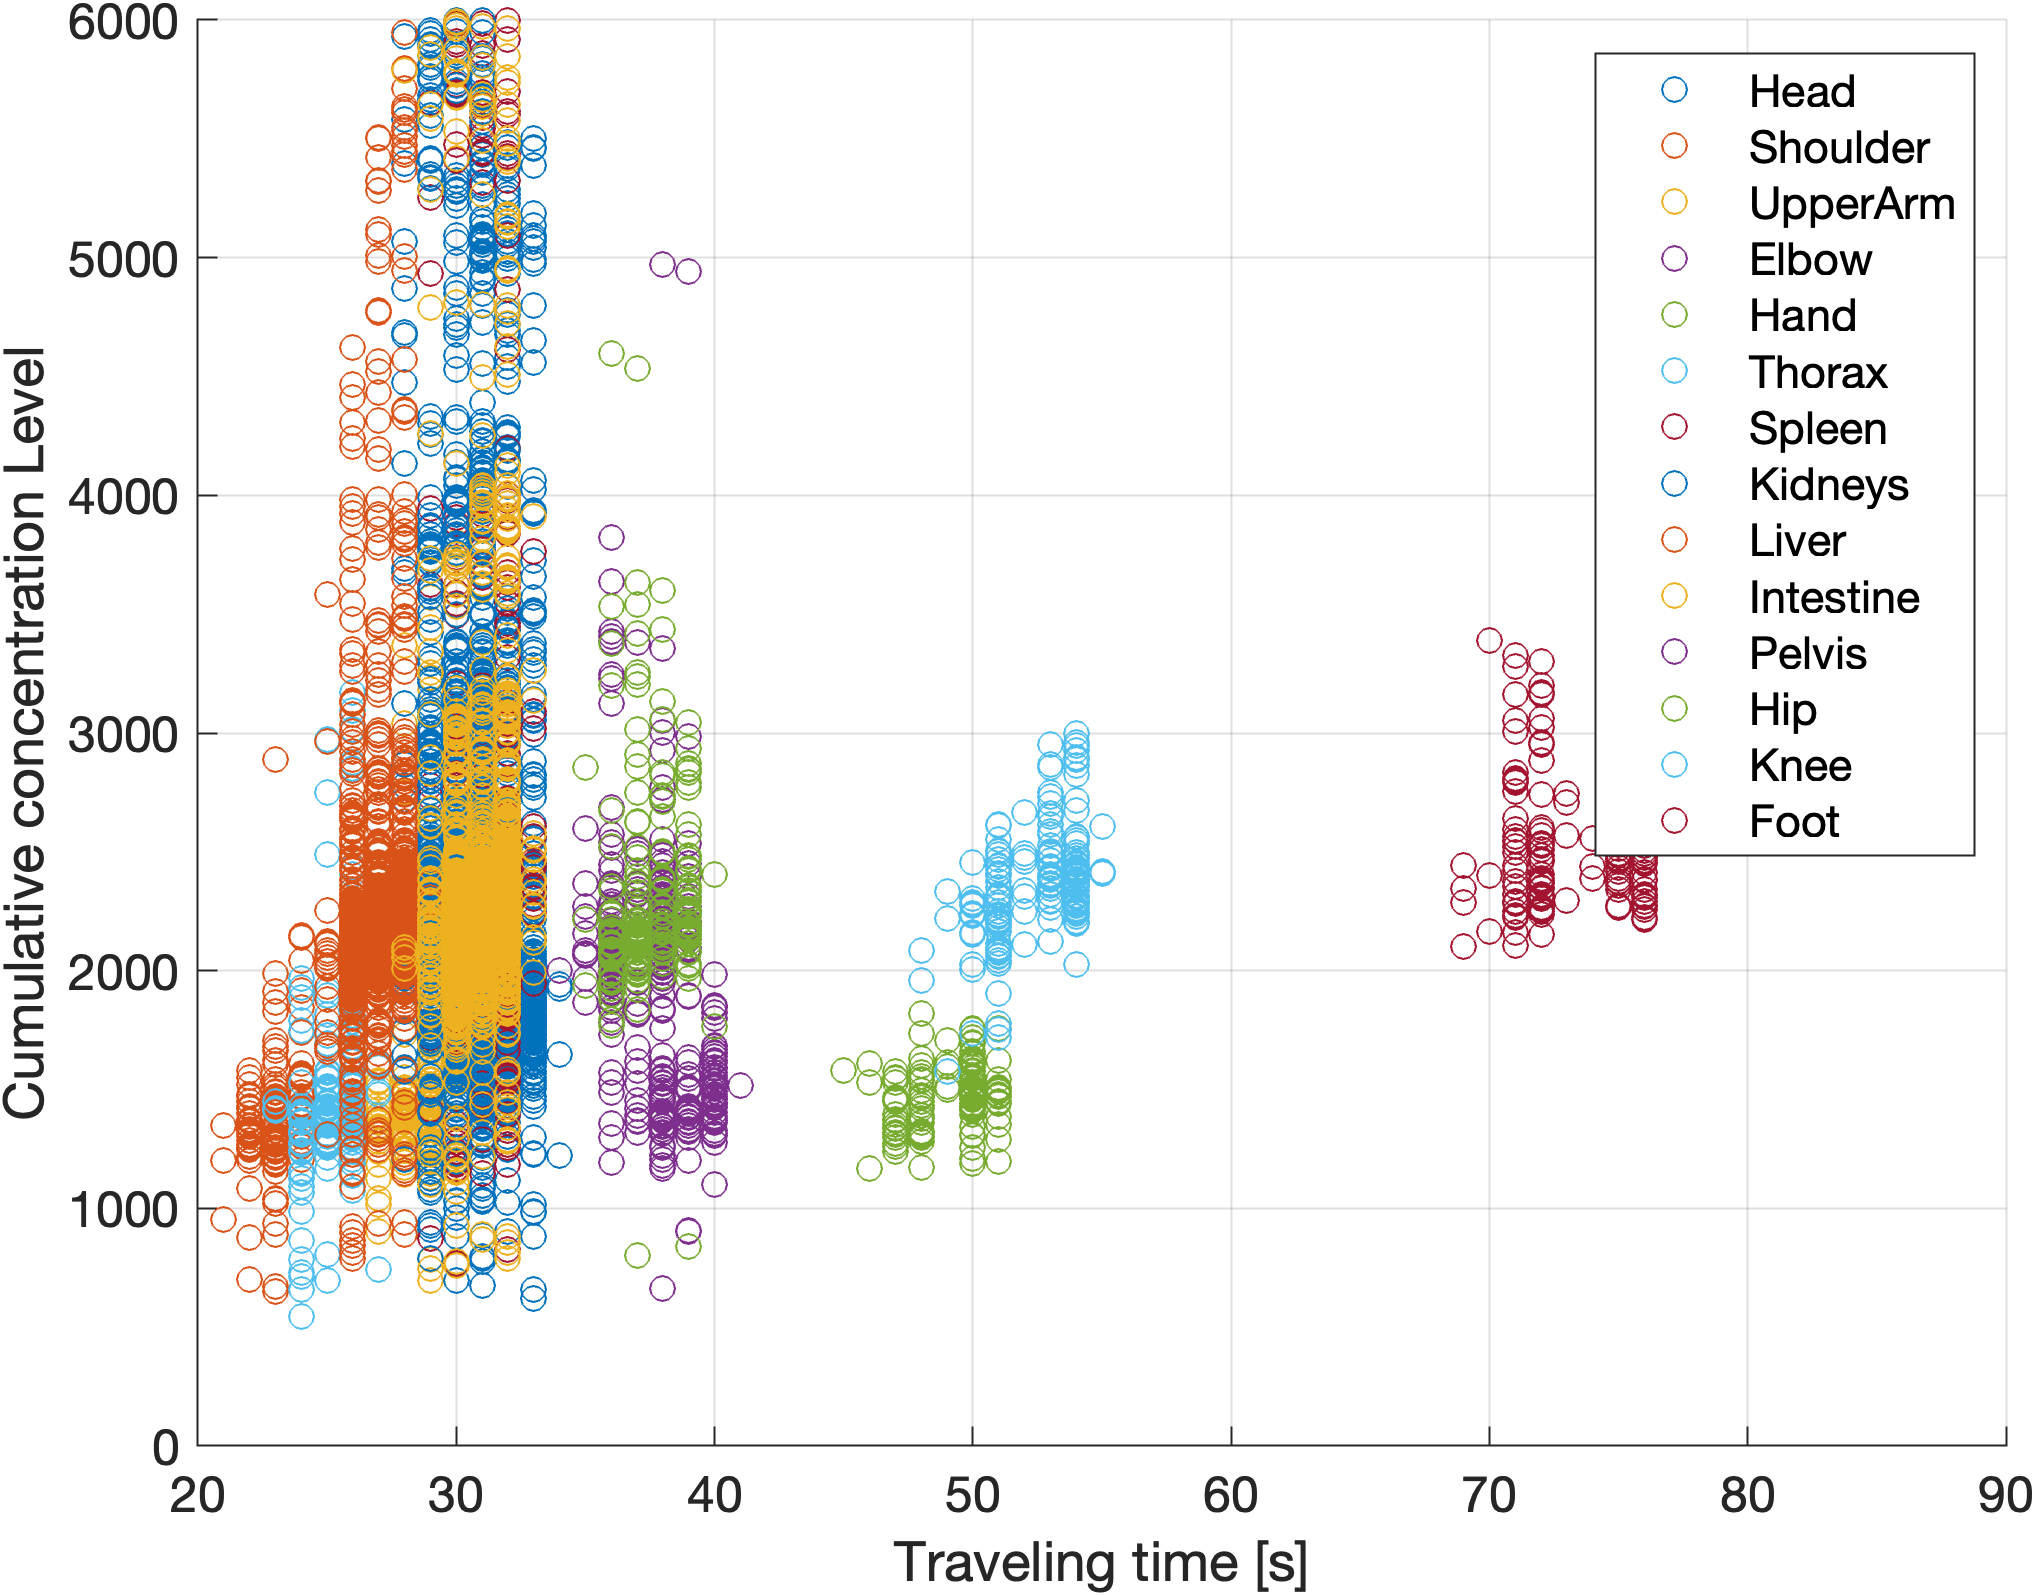 6000
5000
4000
3000
2000
1000
0
20 30 40 50 60 70 80 90
Cumulative concentration Level
Traveling time [s]
Head
Shoulder
UpperArm
Elbow
Hand
Thorax
Spleen
Kidneys
Liver
Intestine
Pelvis
Hip
Knee
Foot